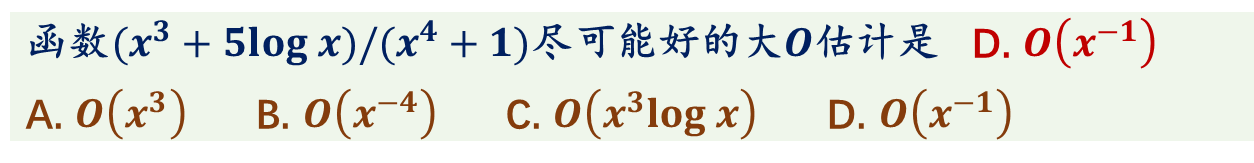 函数(x³ + 5log x)/(x⁴ + 1)尽可能好的大O估计是 D. O(x⁻¹)
A. O(x³) B. O(x⁻⁴) C. O(x³log x) D. O(x⁻¹)